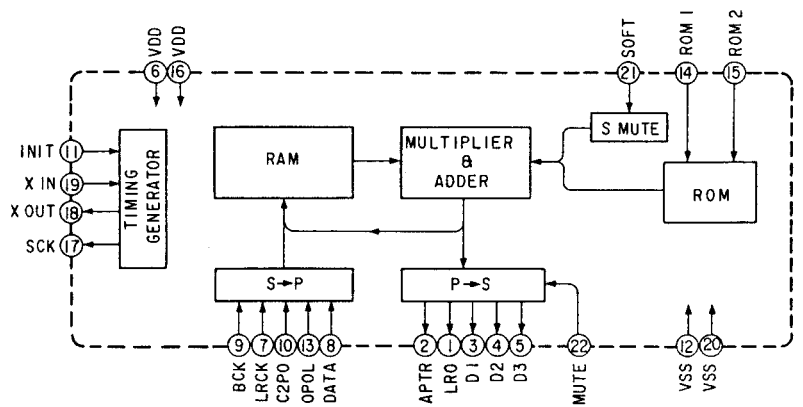 VDD
VDD
SOFT
ROM 1
ROM 2
6
16
21
14
15
S MUTE
INIT
11
X IN
19
X OUT
18
SCK
17
TIMING
GENERATOR
RAM
MULTIPLIER
&
ADDER
ROM
S→P
P→S
9
7
10
13
8
2
1
3
4
5
22
12
20
BCK
LRCK
C2PO
OPOL
DATA
APTR
LRO
D1
D2
D3
MUTE
VSS
VSS